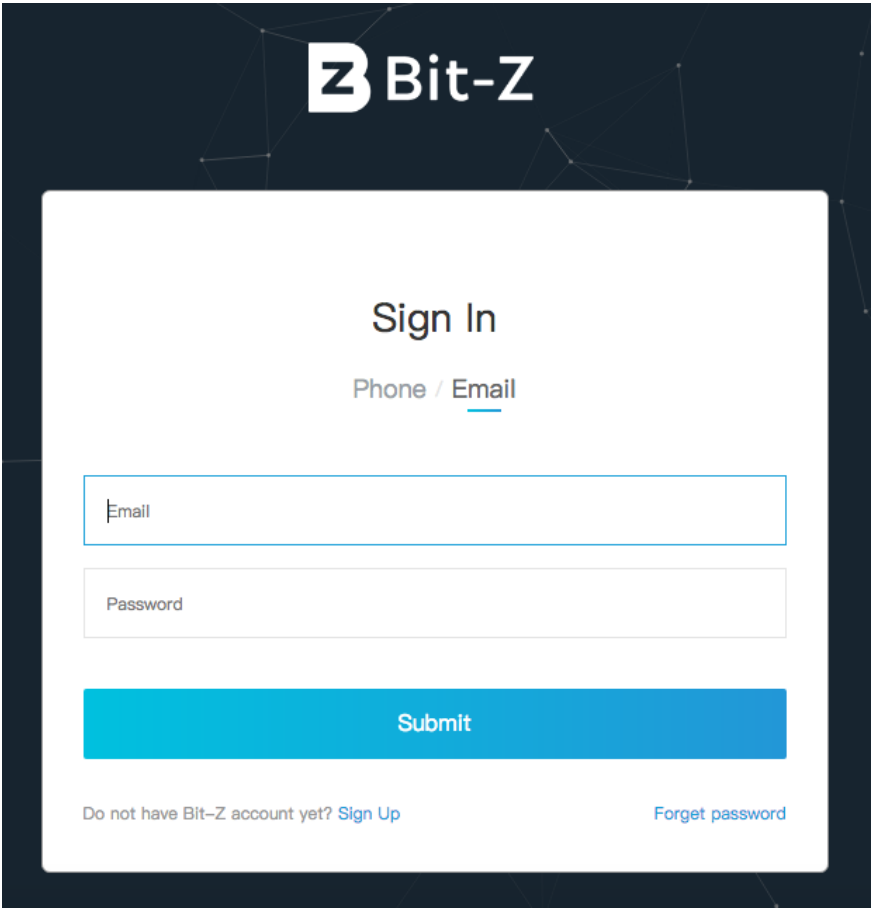 Bit-Z
Sign In
Phone / Email
Email
Password
Submit
Do not have Bit-Z account yet? Sign Up
Forget password